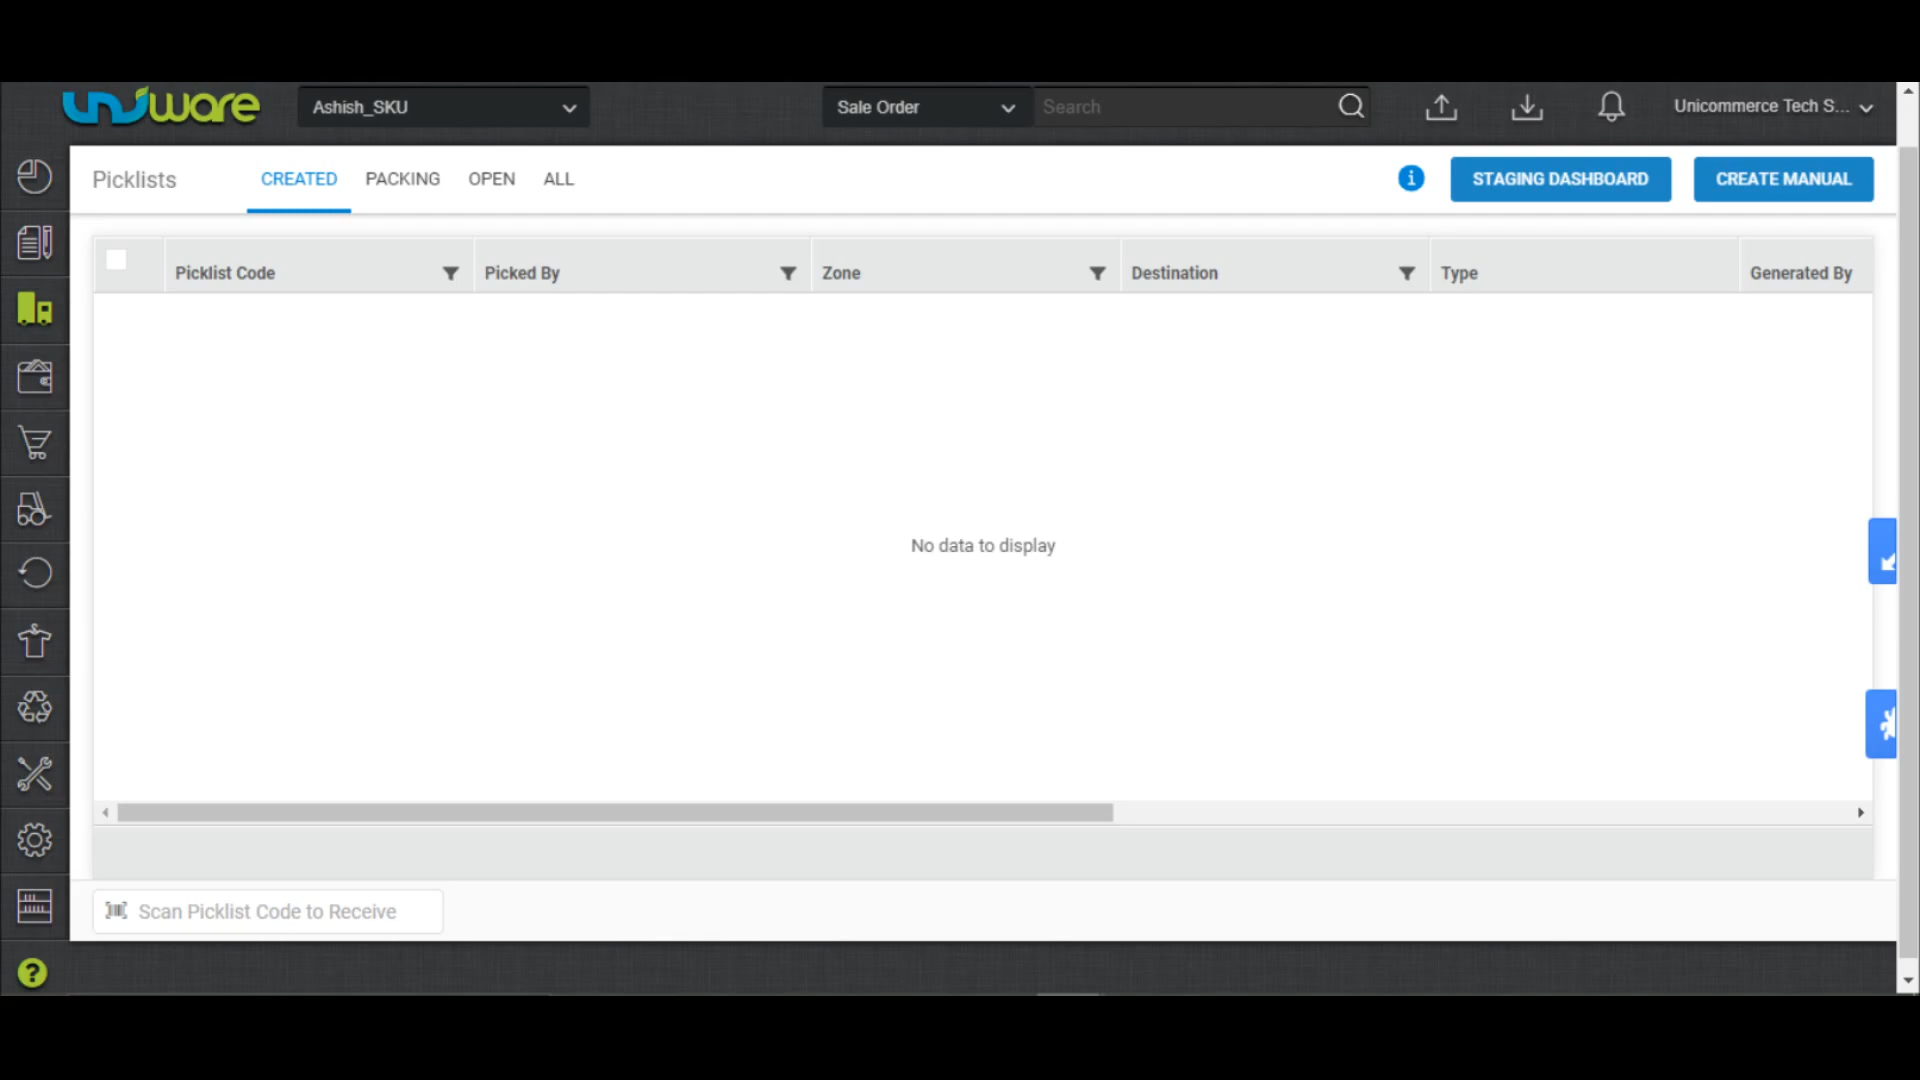 uniware
Ashish_SKU
Sale Order
Search
Unicommerce Tech S...
Picklists
CREATED
PACKING
OPEN
ALL
i
STAGING DASHBOARD
CREATE MANUAL
Picklist Code
Picked By
Zone
Destination
Type
Generated By
No data to display
Scan Picklist Code to Receive
?